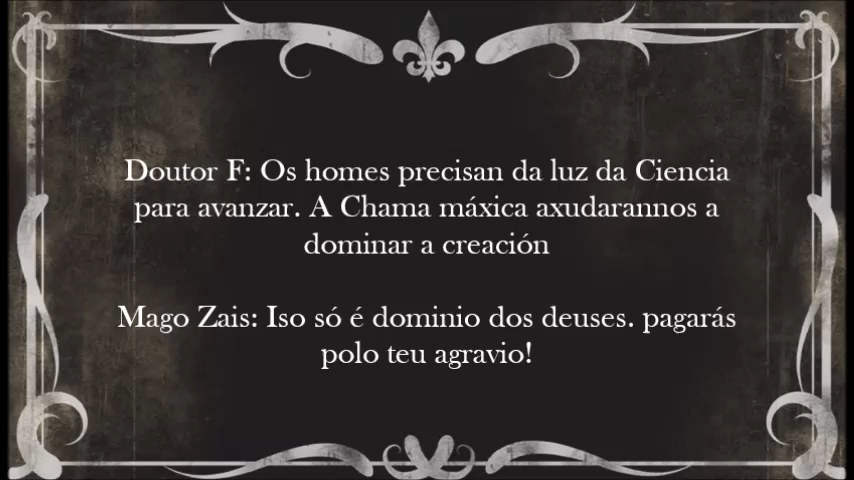 Doutor F: Os homes precisan da luz da Ciencia
para avanzar. A Chama máxica axudarannos a
dominar a creación
Mago Zais: Iso só é dominio dos deuses. pagarás
polo teu agravio!